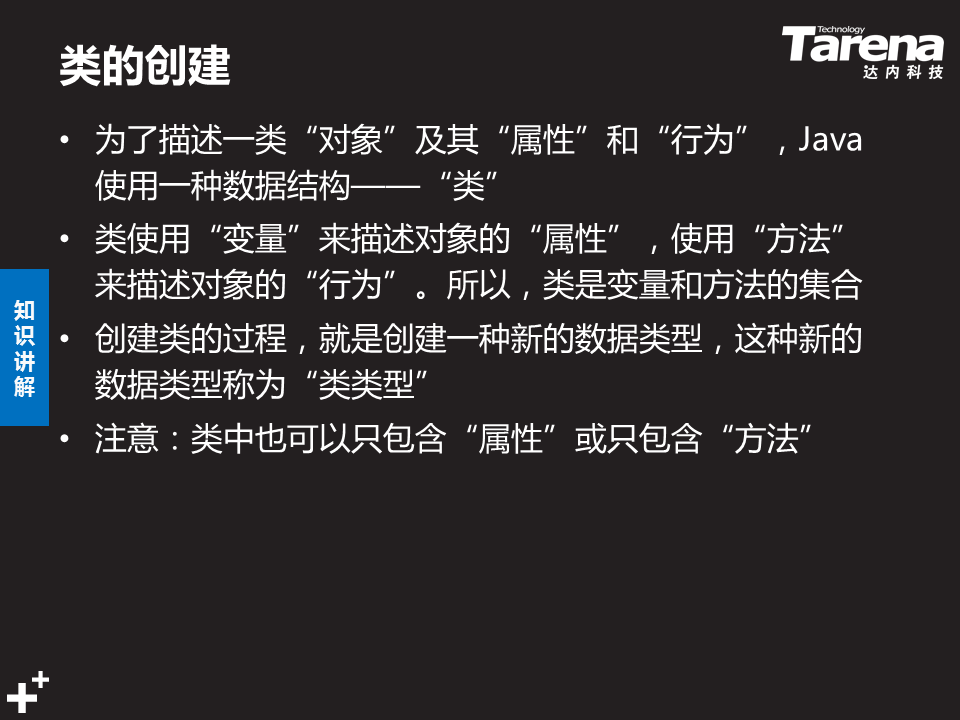 类的创建
Technology
Tarena
达内科技
• 为了描述一类“对象”及其“属性”和“行为”，Java
使用一种数据结构——“类”
• 类使用“变量”来描述对象的“属性”，使用“方法”
来描述对象的“行为”。所以，类是变量和方法的集合
• 创建类的过程，就是创建一种新的数据类型，这种新的
数据类型称为“类类型”
• 注意：类中也可以只包含“属性”或只包含“方法”
知
识
讲
解